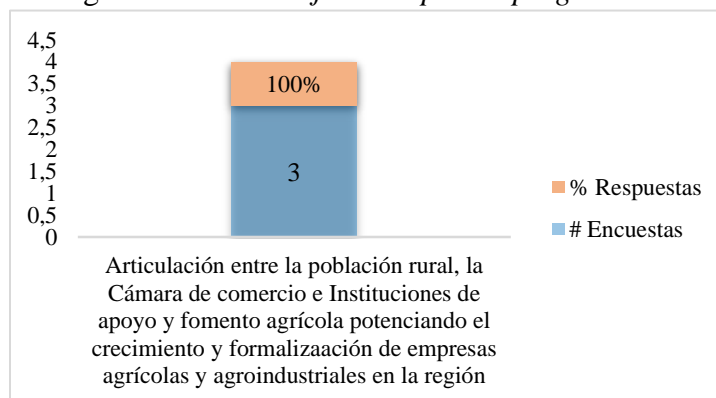 4,5
4
3,5
3
2,5
2
1,5
1
0,5
0
100%
3
% Respuestas
# Encuestas
Articulación entre la población rural, la
Cámara de comercio e Instituciones de
apoyo y fomento agrícola potenciando el
crecimiento y formalizaación de empresas
agrícolas y agroindustriales en la región